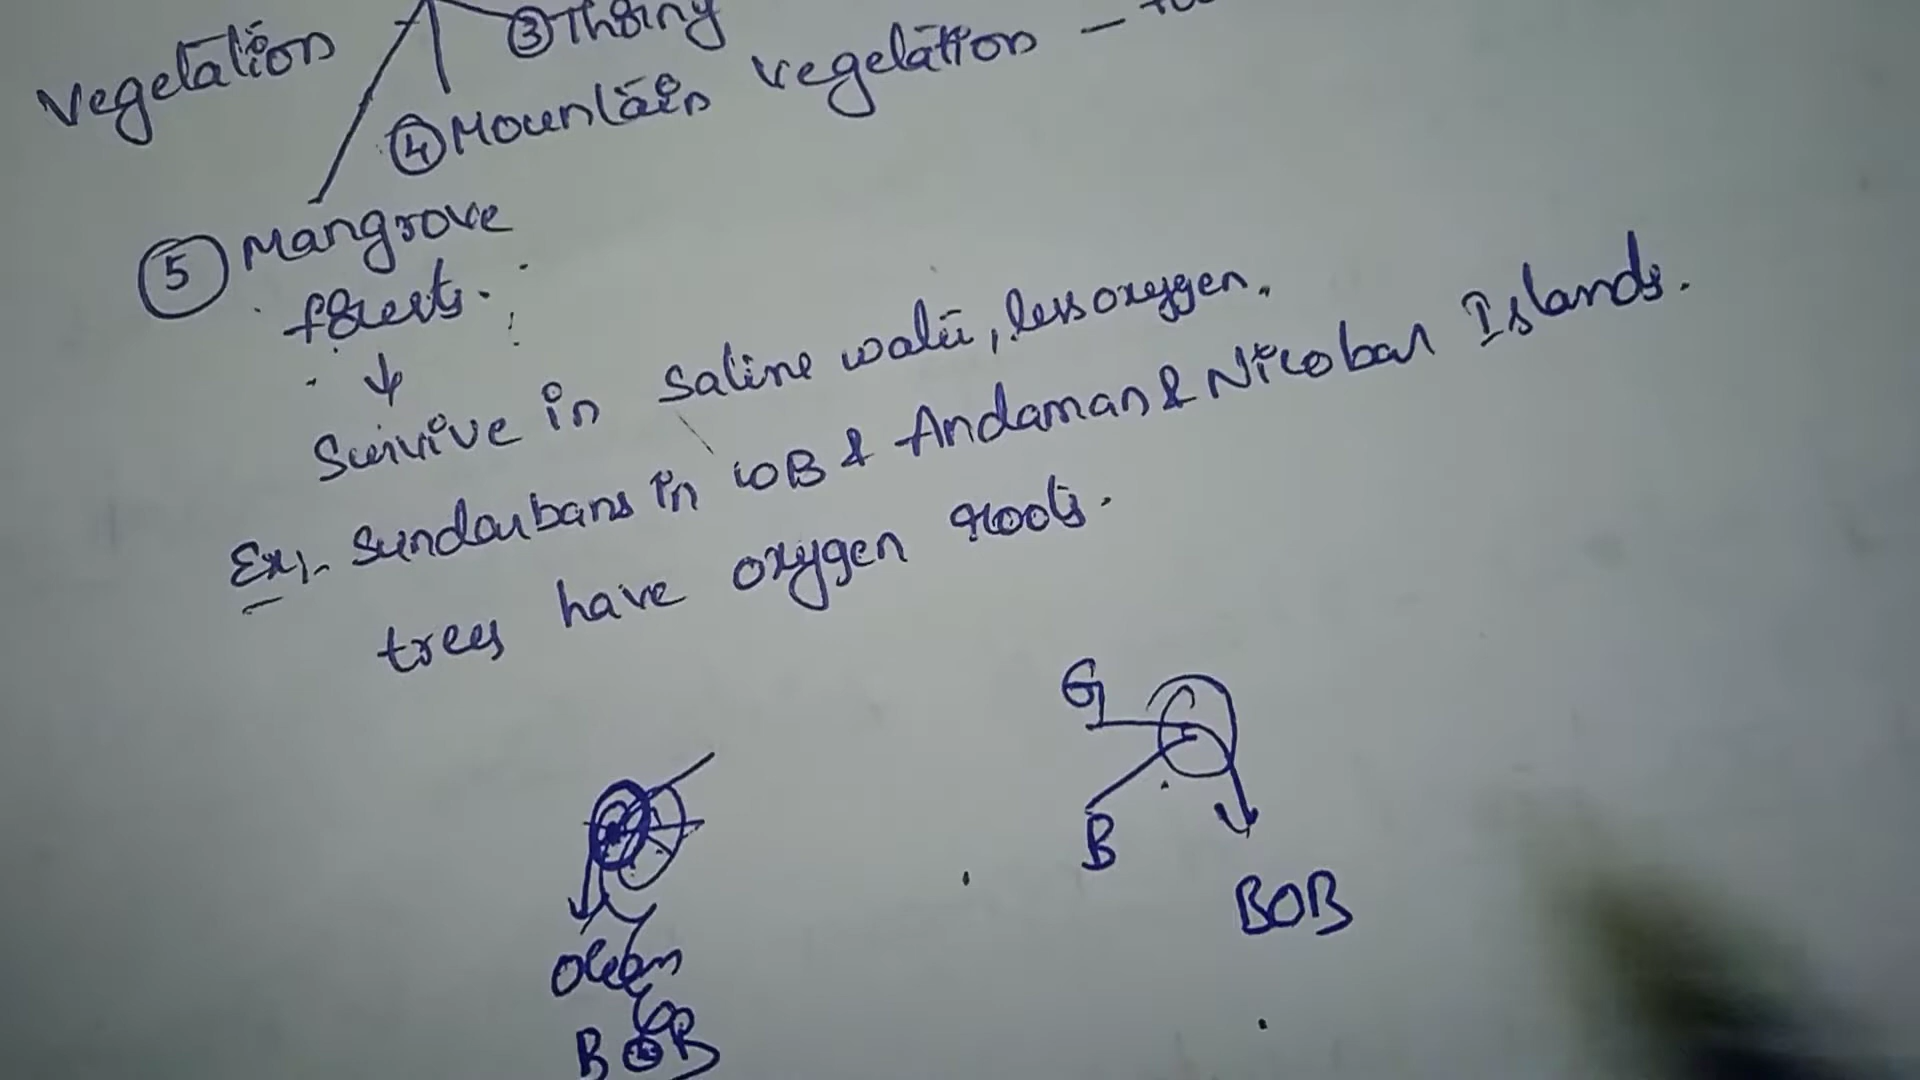 ③ Thorny
Vegetation
④ Mountain vegetation –
⑤ Mangrove
forests.
Survive in saline water, less oxygen.
Ex:- Sundarbans in WB & Andaman & Nicobar Islands.
trees have oxygen roots.
G
B
BOB
Ocean
BOB